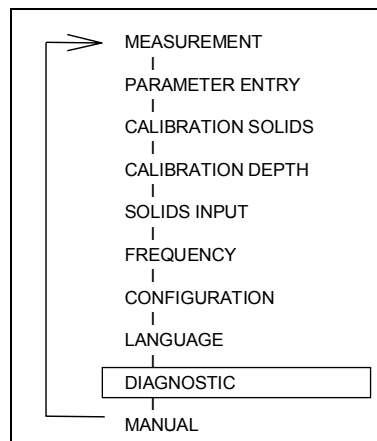 MEASUREMENT
PARAMETER ENTRY
CALIBRATION SOLIDS
CALIBRATION DEPTH
SOLIDS INPUT
FREQUENCY
CONFIGURATION
LANGUAGE
DIAGNOSTIC
MANUAL